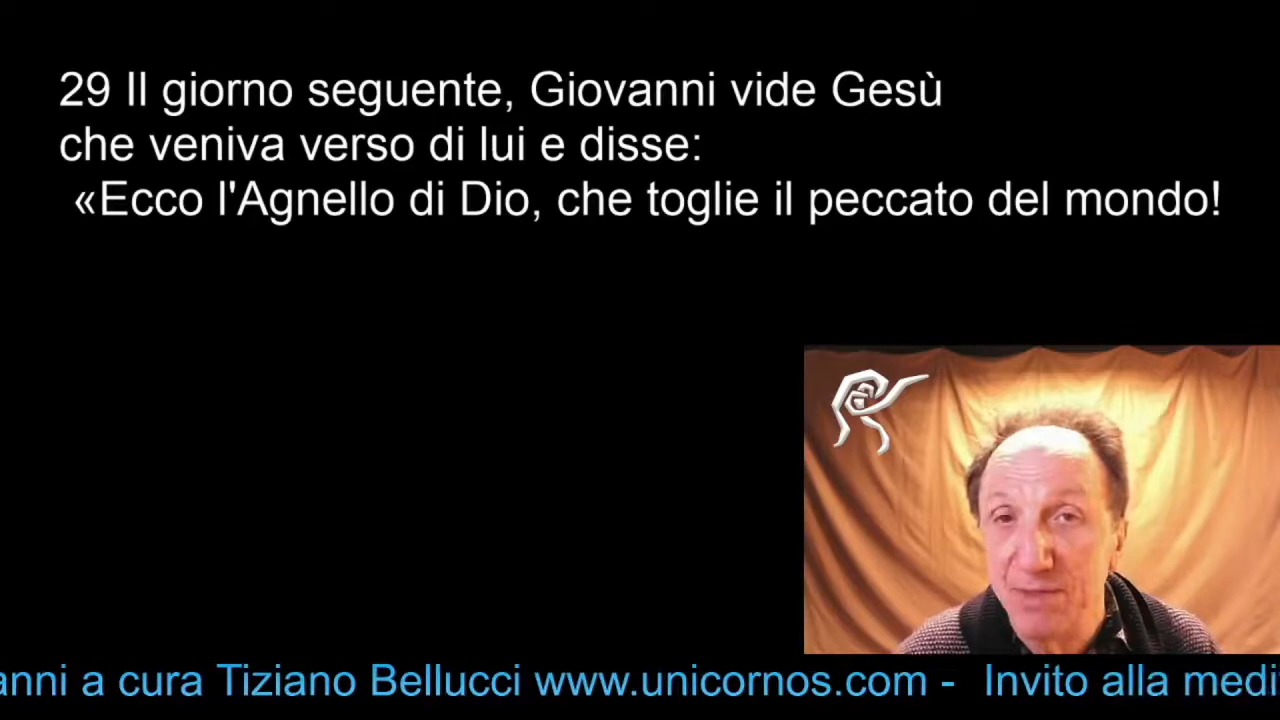 29 Il giorno seguente, Giovanni vide Gesù
che veniva verso di lui e disse:
«Ecco l'Agnello di Dio, che toglie il peccato del mondo!
anni a cura Tiziano Bellucci www.unicornos.com - Invito alla medi